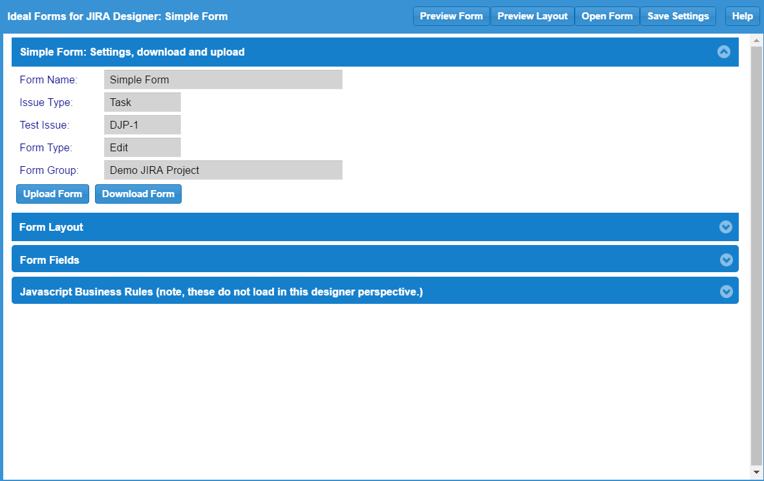 Ideal Forms for JIRA Designer: Simple Form Preview Form Preview Layout Open Form Save Settings Help
Simple Form: Settings, download and upload
Form Name: Simple Form
Issue Type: Task
Test Issue: DJP-1
Form Type: Edit
Form Group: Demo JIRA Project
Upload Form Download Form
Form Layout
Form Fields
Javascript Business Rules (note, these do not load in this designer perspective.)